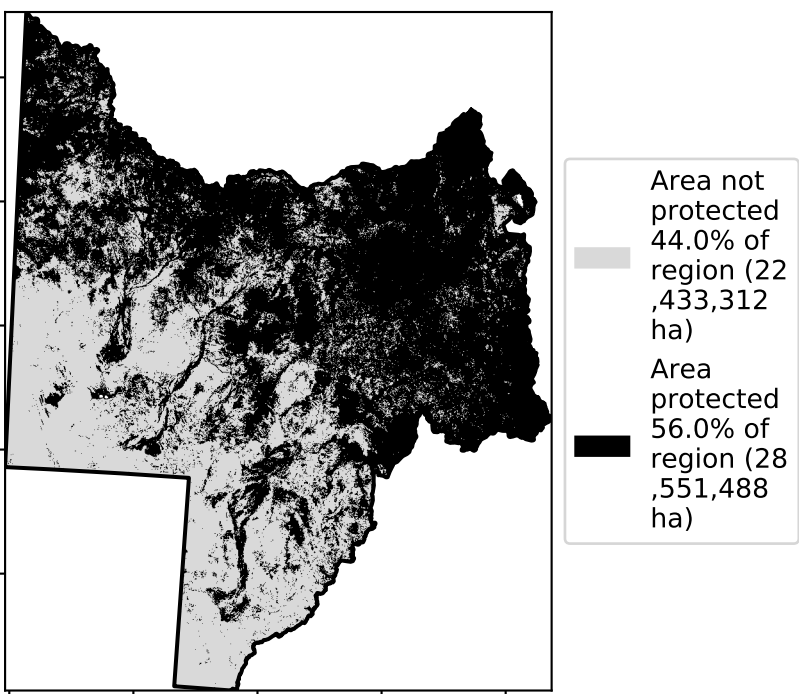 Area not
protected
44.0% of
region (22
,433,312
ha)
Area
protected
56.0% of
region (28
,551,488
ha)